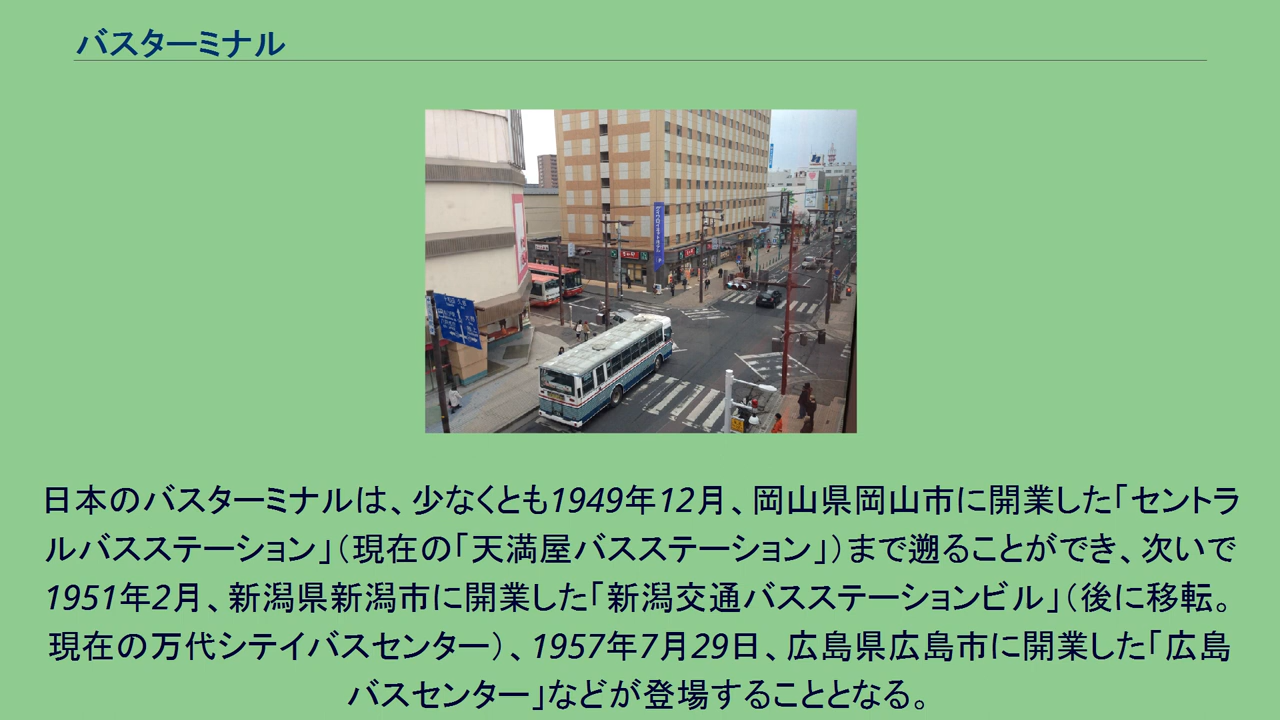 バスターミナル
日本のバスターミナルは、少なくとも1949年12月、岡山県岡山市に開業した「セントラ
ルバスステーション」（現在の「天満屋バスステーション」）まで遡ることができ、次いで
1951年2月、新潟県新潟市に開業した「新潟交通バスステーションビル」（後に移転。
現在の万代シテイバスセンター）、1957年7月29日、広島県広島市に開業した「広島
バスセンター」などが登場することとなる。